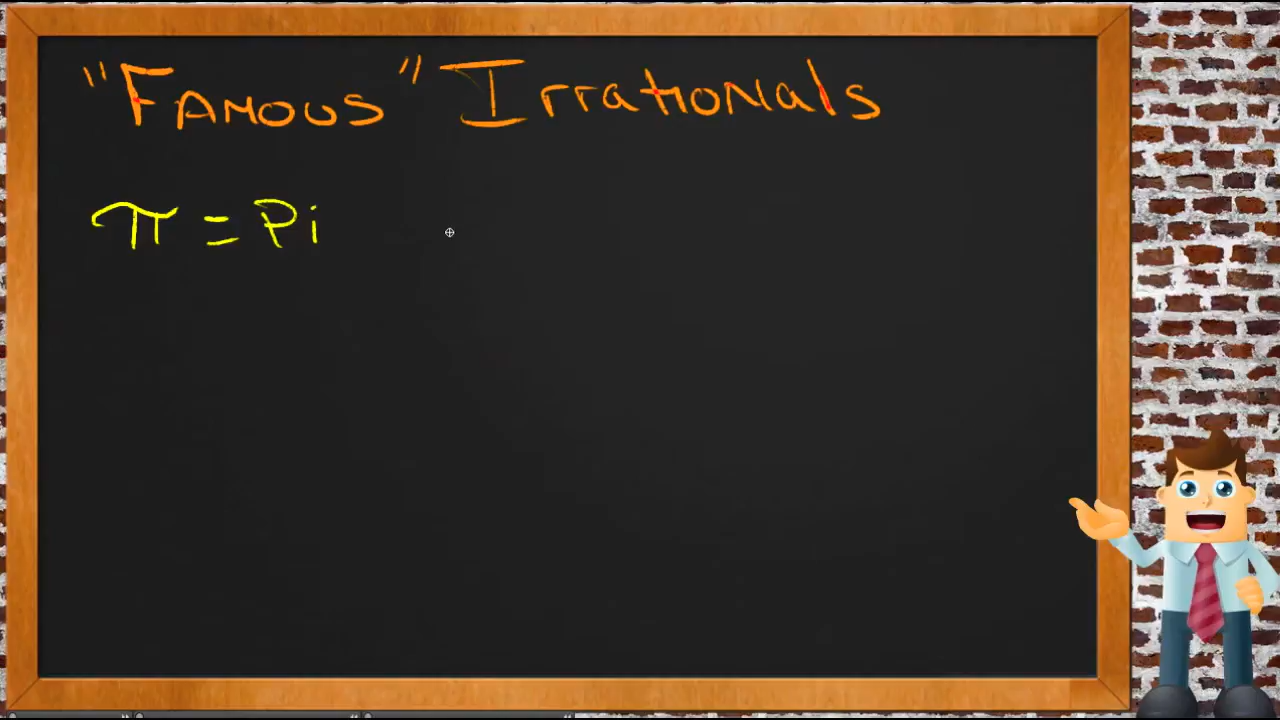 "Famous" Irrationals
π = Pi